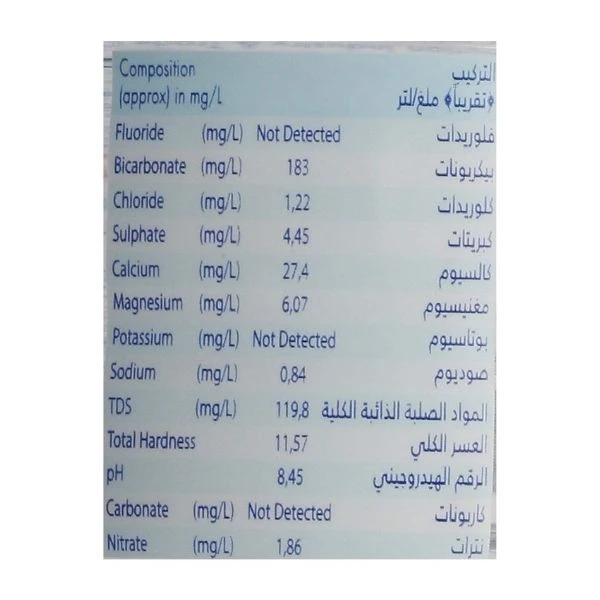 Composition التركيب
(approx) in mg/L ﴿تقريباً﴾ ملغ/لتر
Fluoride (mg/L) Not Detected فلوريدات
Bicarbonate (mg/L) 183 بيكربونات
Chloride (mg/L) 1,22 كلوريدات
Sulphate (mg/L) 4,45 كبريتات
Calcium (mg/L) 27,4 كالسيوم
Magnesium (mg/L) 6,07 مغنيسيوم
Potassium (mg/L) Not Detected بوتاسيوم
Sodium (mg/L) 0,84 صوديوم
TDS (mg/L) 119,8 المواد الصلبة الذائبة الكلية
Total Hardness 11,57 العسر الكلي
pH 8,45 الرقم الهيدروجيني
Carbonate (mg/L) Not Detected كاربونات
Nitrate (mg/L) 1,86 نترات